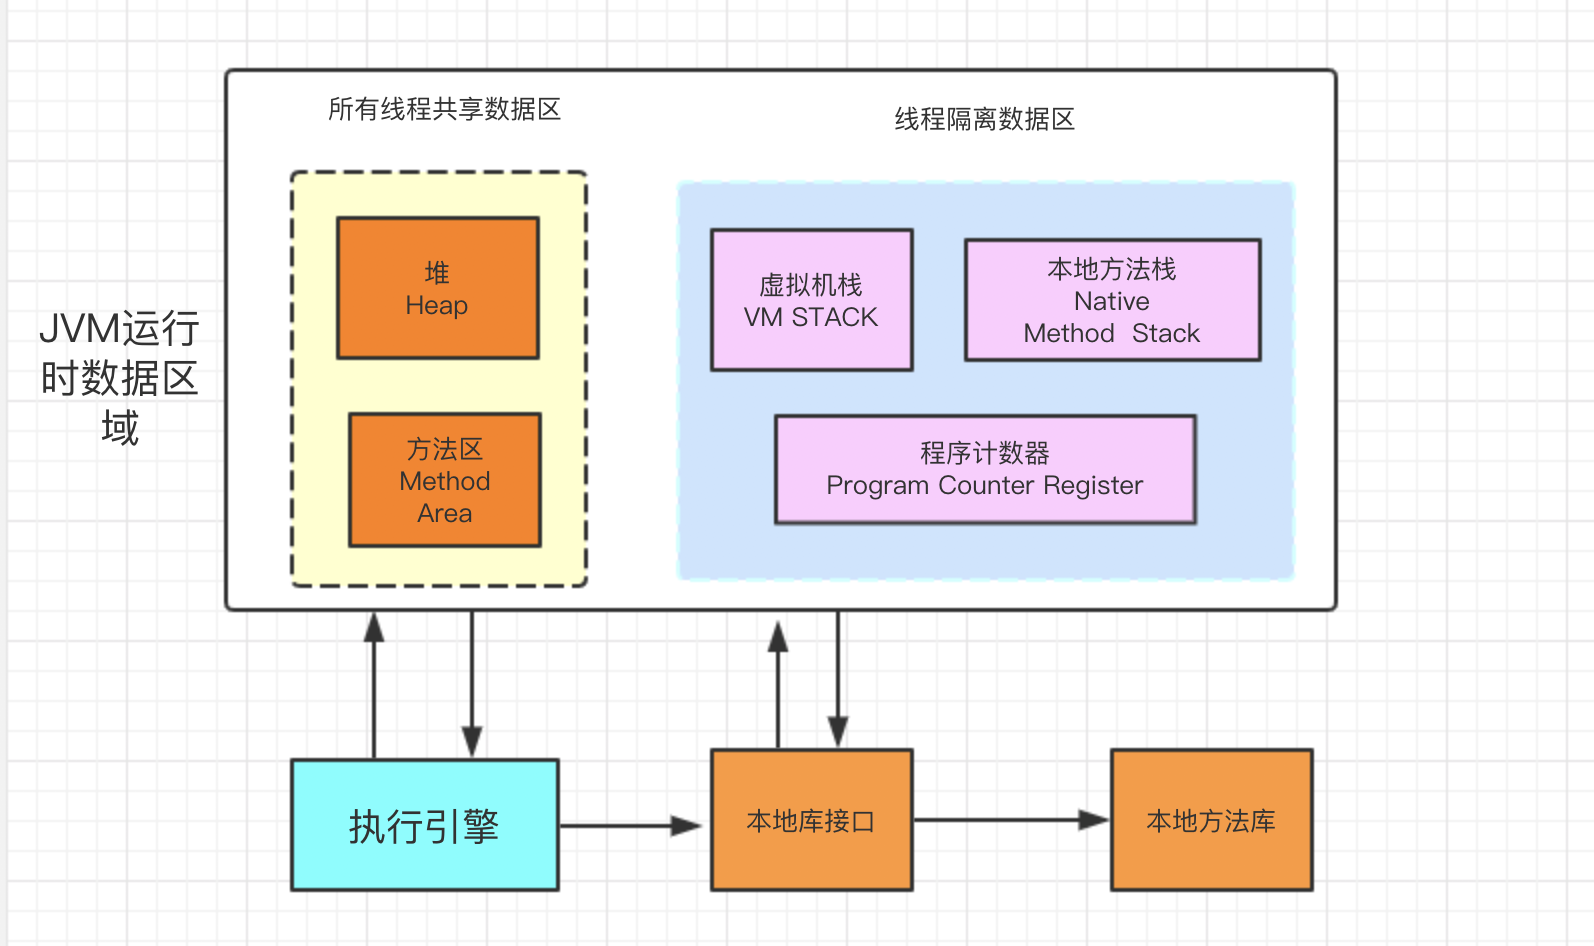 所有线程共享数据区
线程隔离数据区
堆
Heap
虚拟机栈
VM STACK
本地方法栈
Native
Method Stack
JVM运行
时数据区
域
方法区
Method
Area
程序计数器
Program Counter Register
执行引擎
本地库接口
本地方法库